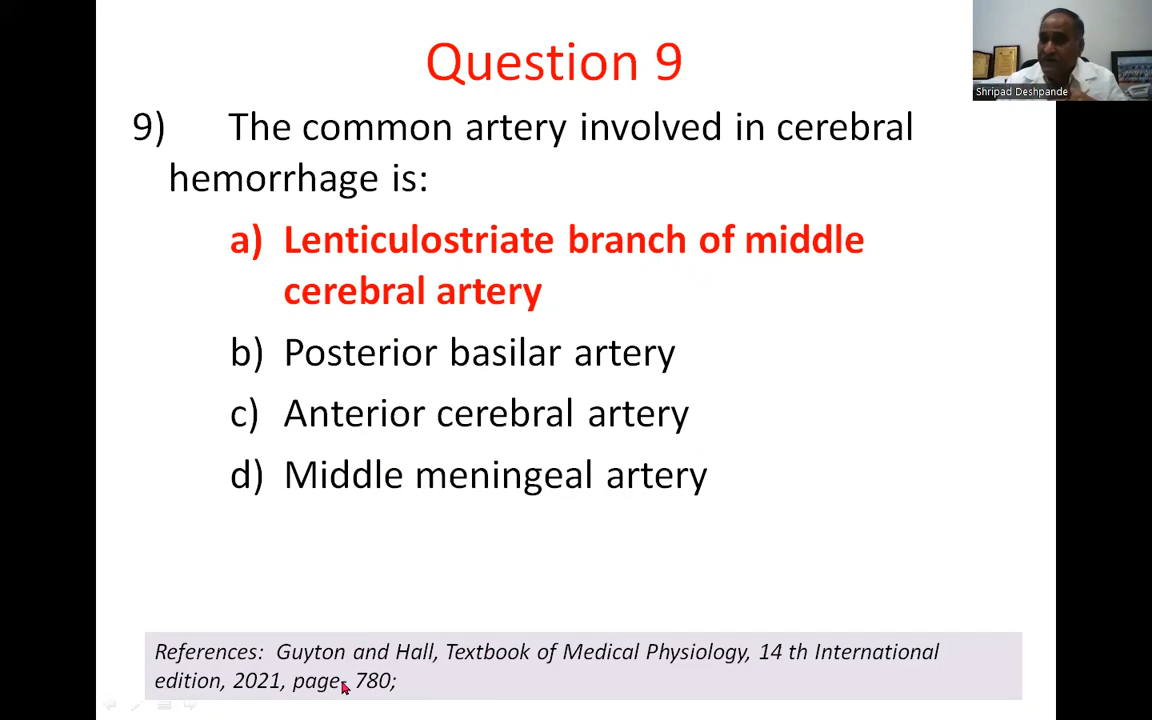 Question 9
Shripad Deshpande
9) The common artery involved in cerebral
hemorrhage is:
a) Lenticulostriate branch of middle
cerebral artery
b) Posterior basilar artery
c) Anterior cerebral artery
d) Middle meningeal artery
References: Guyton and Hall, Textbook of Medical Physiology, 14 th International
edition, 2021, page- 780;